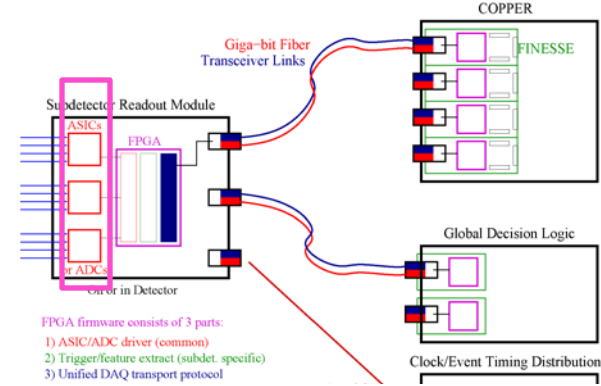 COPPER
Giga-bit Fiber
Transceiver Links
FINESSE
Subdetector Readout Module
ASICs
FPGA
or ADCs
On or in Detector
Global Decision Logic
FPGA firmware consists of 3 parts:
1) ASIC/ADC driver (common)
2) Trigger/feature extract (subdet. specific)
3) Unified DAQ transport protocol
Clock/Event Timing Distribution